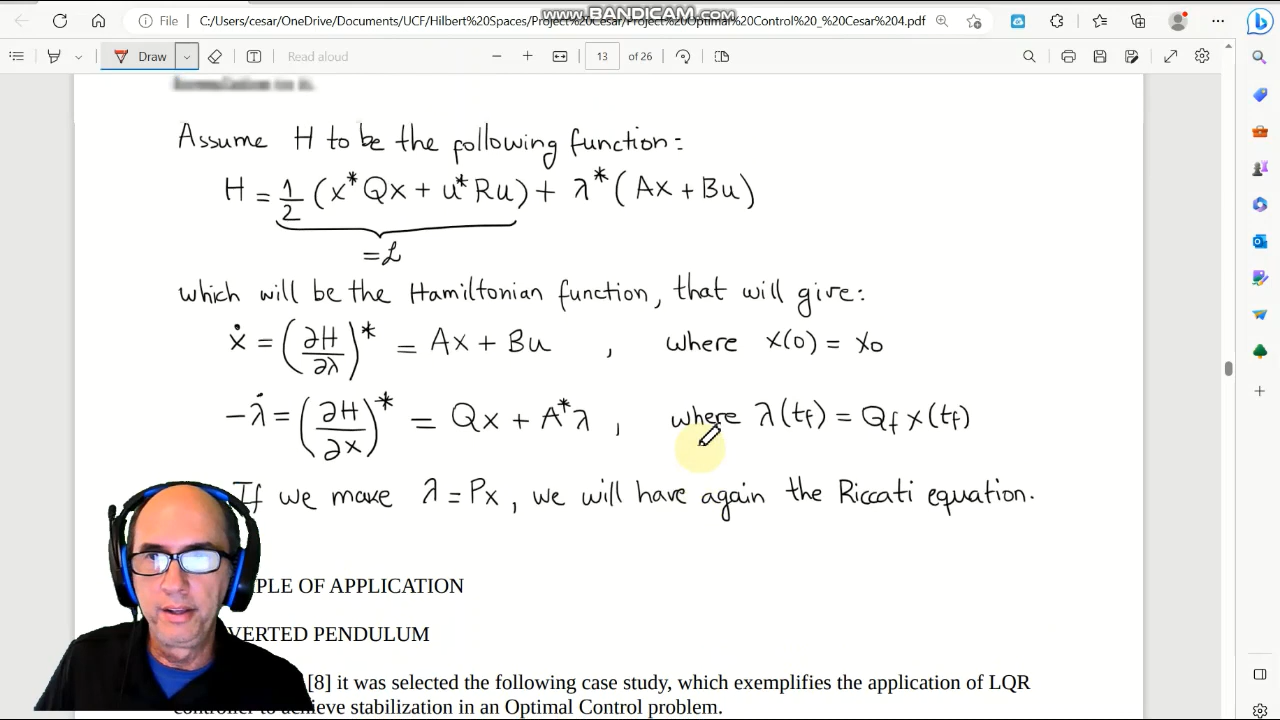 www.BANDICAM.com
File C:/Users/cesar/OneDrive/Documents/UCF/Hilbert%20Spaces/Project%20Cesar/Project%20Optimal%20Control%20_%20Cesar%204.pdf
Draw Read aloud 13 of 26
Assume H to be the following function:
H = 1/2 (x*Qx + u*Ru) + λ*(Ax + Bu)
= ℒ
which will be the Hamiltonian function, that will give:
ẋ = (∂H/∂λ)* = Ax + Bu , where x(0) = x0
-λ̇ = (∂H/∂x)* = Qx + A*λ , where λ(tf) = Qf x(tf)
If we make λ = Px, we will have again the Riccati equation.
PLE OF APPLICATION
VERTED PENDULUM
[8] it was selected the following case study, which exemplifies the application of LQR
controller to achieve stabilization in an Optimal Control problem.